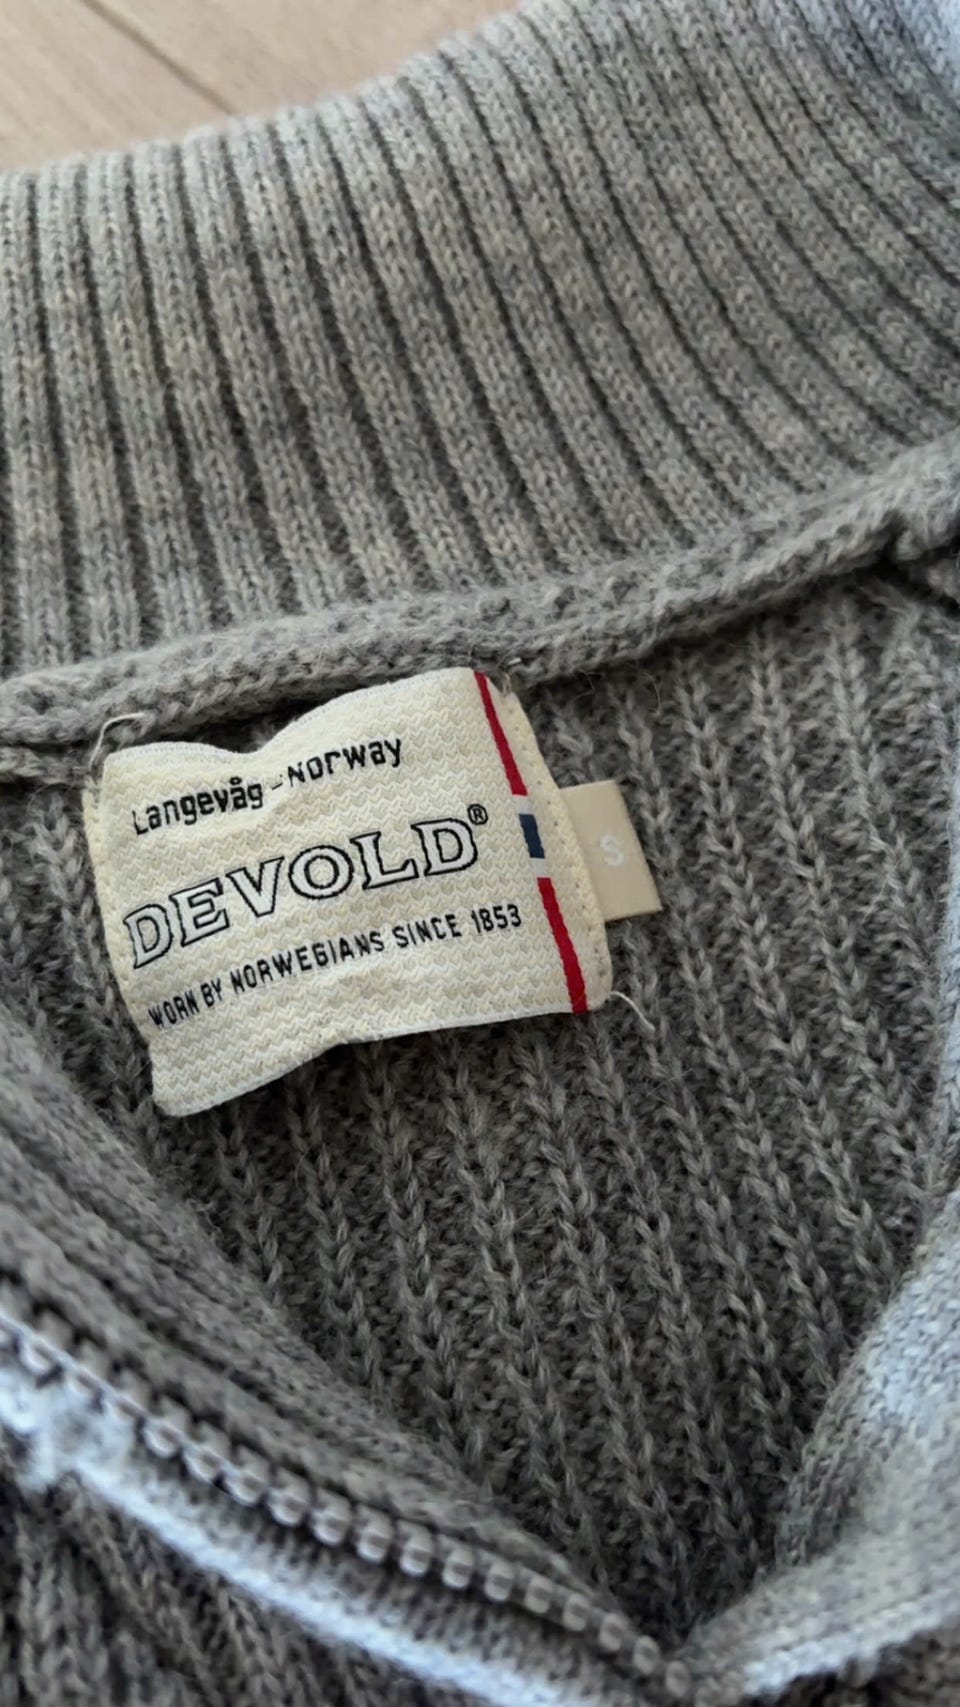 Langevåg - Norway
DEVOLD®
WORN BY NORWEGIANS SINCE 1853
S